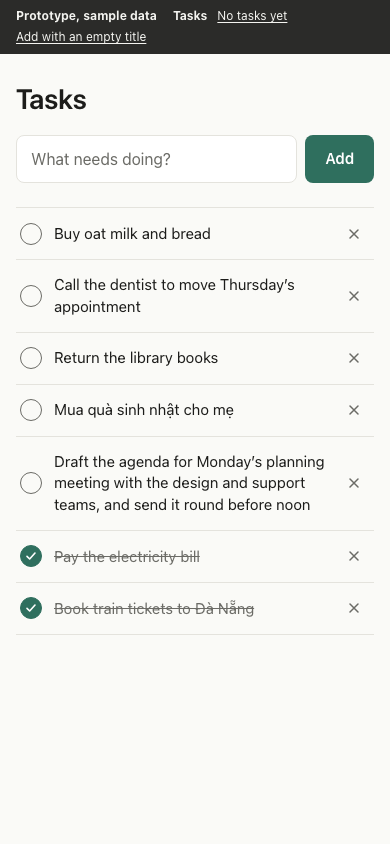 Prototype, sample data Tasks No tasks yet
Add with an empty title
Tasks
What needs doing?
Add
Buy oat milk and bread
Call the dentist to move Thursday’s
appointment
Return the library books
Mua quà sinh nhật cho mẹ
Draft the agenda for Monday’s planning
meeting with the design and support
teams, and send it round before noon
Pay the electricity bill
Book train tickets to Đà Nẵng